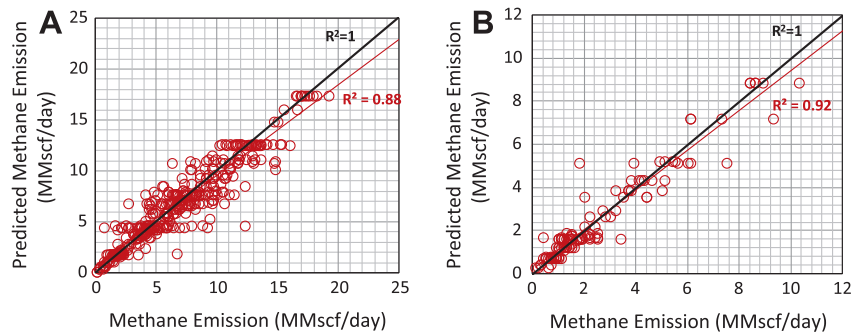 A
Predicted Methane Emission
(MMscf/day)
25
20
15
10
5
0
R²=1
R² = 0.88
0 5 10 15 20 25
Methane Emission (MMscf/day)
B
Predicted Methane Emission
(MMscf/day)
12
10
8
6
4
2
0
R²=1
R² = 0.92
0 2 4 6 8 10 12
Methane Emission (MMscf/day)